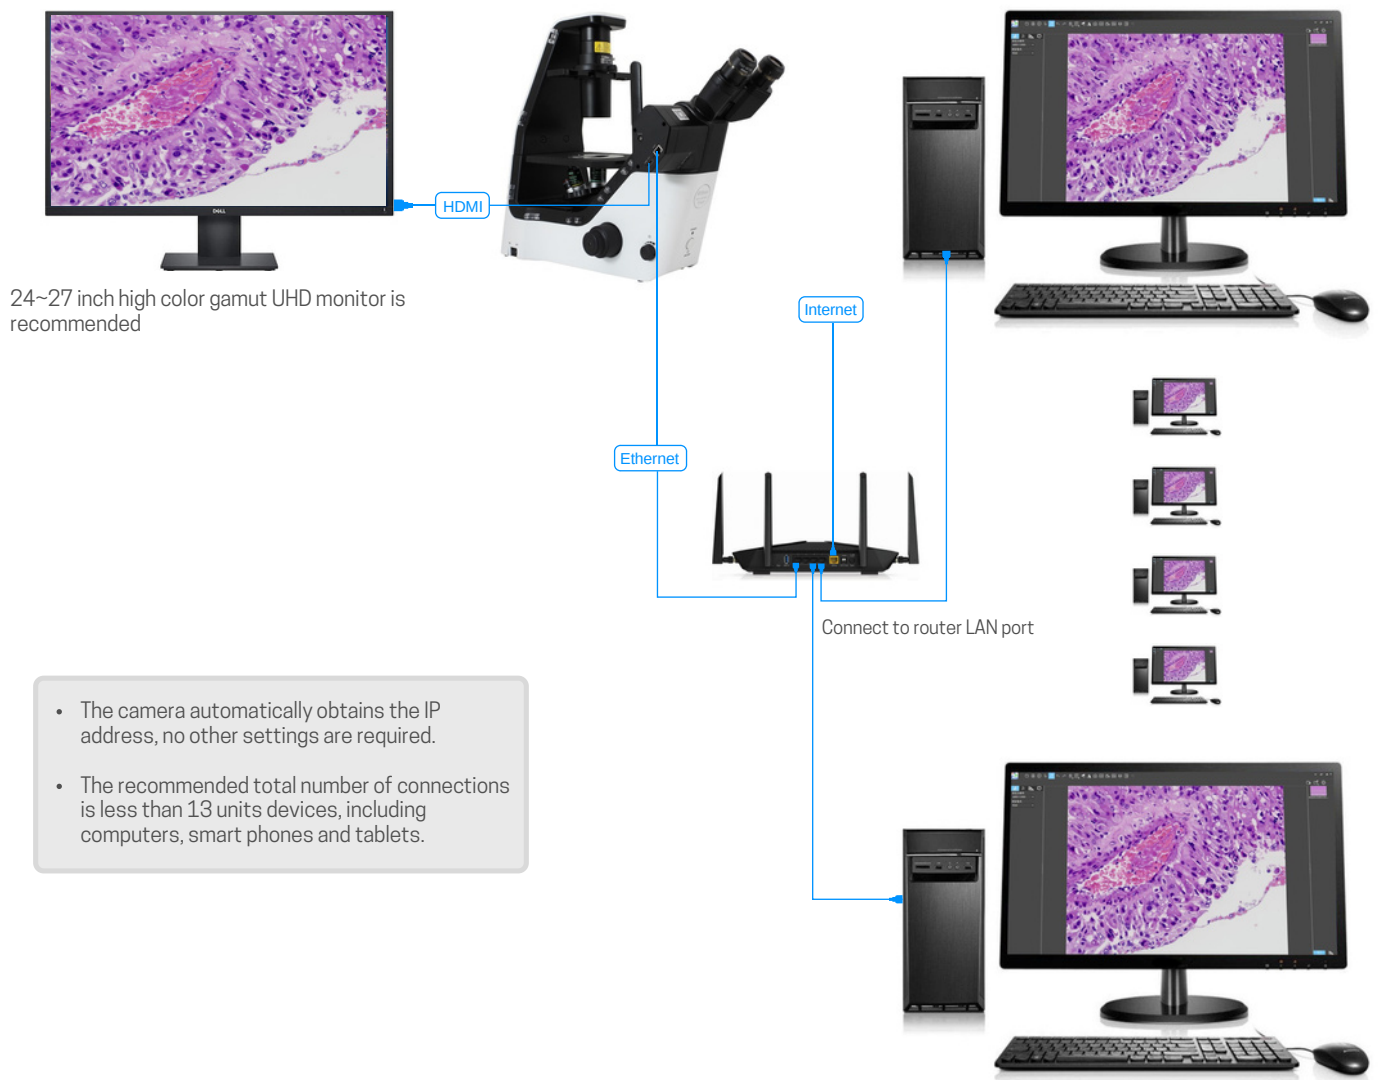 DELL
HDMI
24~27 inch high color gamut UHD monitor is
recommended
Internet
Ethernet
Connect to router LAN port
• The camera automatically obtains the IP
address, no other settings are required.
• The recommended total number of connections
is less than 13 units devices, including
computers, smart phones and tablets.